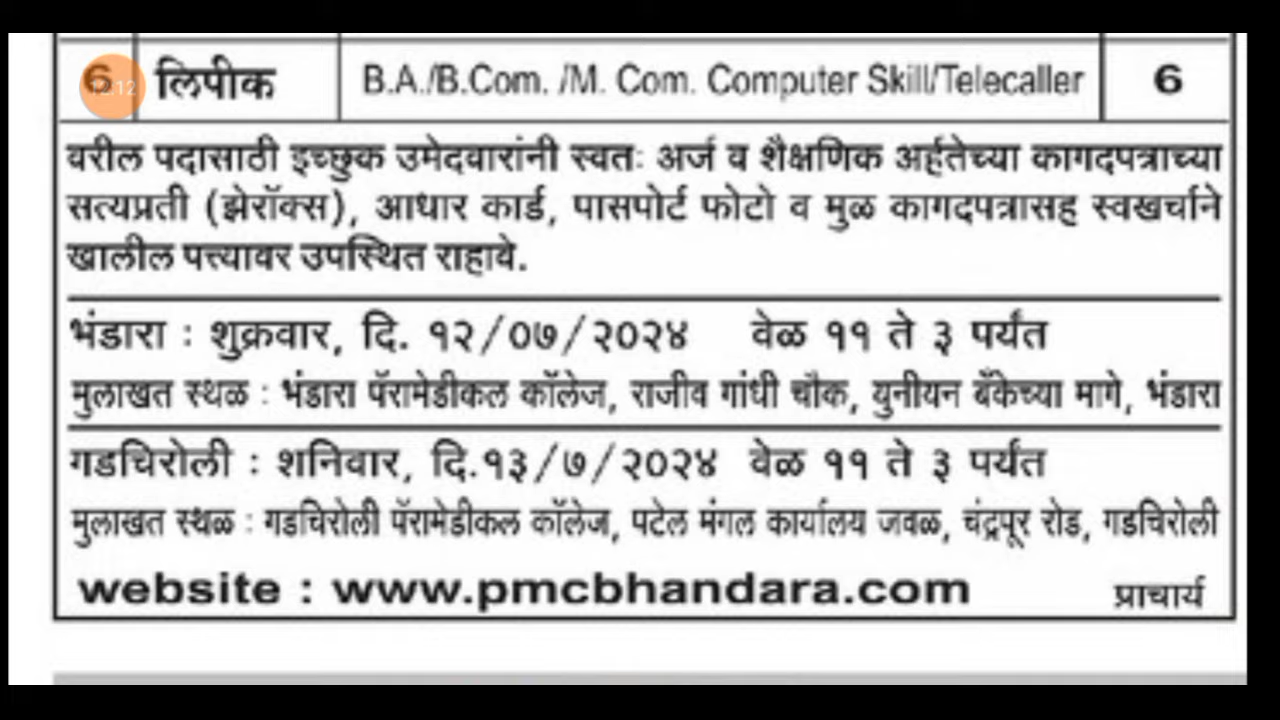 6 लिपीक B.A./B.Com. /M. Com. Computer Skill/Telecaller 6
वरील पदासाठी इच्छुक उमेदवारांनी स्वतः अर्ज व शैक्षणिक अर्हतेच्या कागदपत्राच्या
सत्यप्रती (झेरॉक्स), आधार कार्ड, पासपोर्ट फोटो व मुळ कागदपत्रासह स्वखर्चाने
खालील पत्त्यावर उपस्थित राहावे.
भंडारा : शुक्रवार, दि. १२/०७/२०२४ वेळ ११ ते ३ पर्यंत
मुलाखत स्थळ : भंडारा पॅरामेडीकल कॉलेज, राजीव गांधी चौक, युनीयन बँकेच्या मागे, भंडारा
गडचिरोली : शनिवार, दि.१३/७/२०२४ वेळ ११ ते ३ पर्यंत
मुलाखत स्थळ : गडचिरोली पॅरामेडीकल कॉलेज, पटेल मंगल कार्यालय जवळ, चंद्रपूर रोड, गडचिरोली
website : www.pmcbhandara.com प्राचार्य